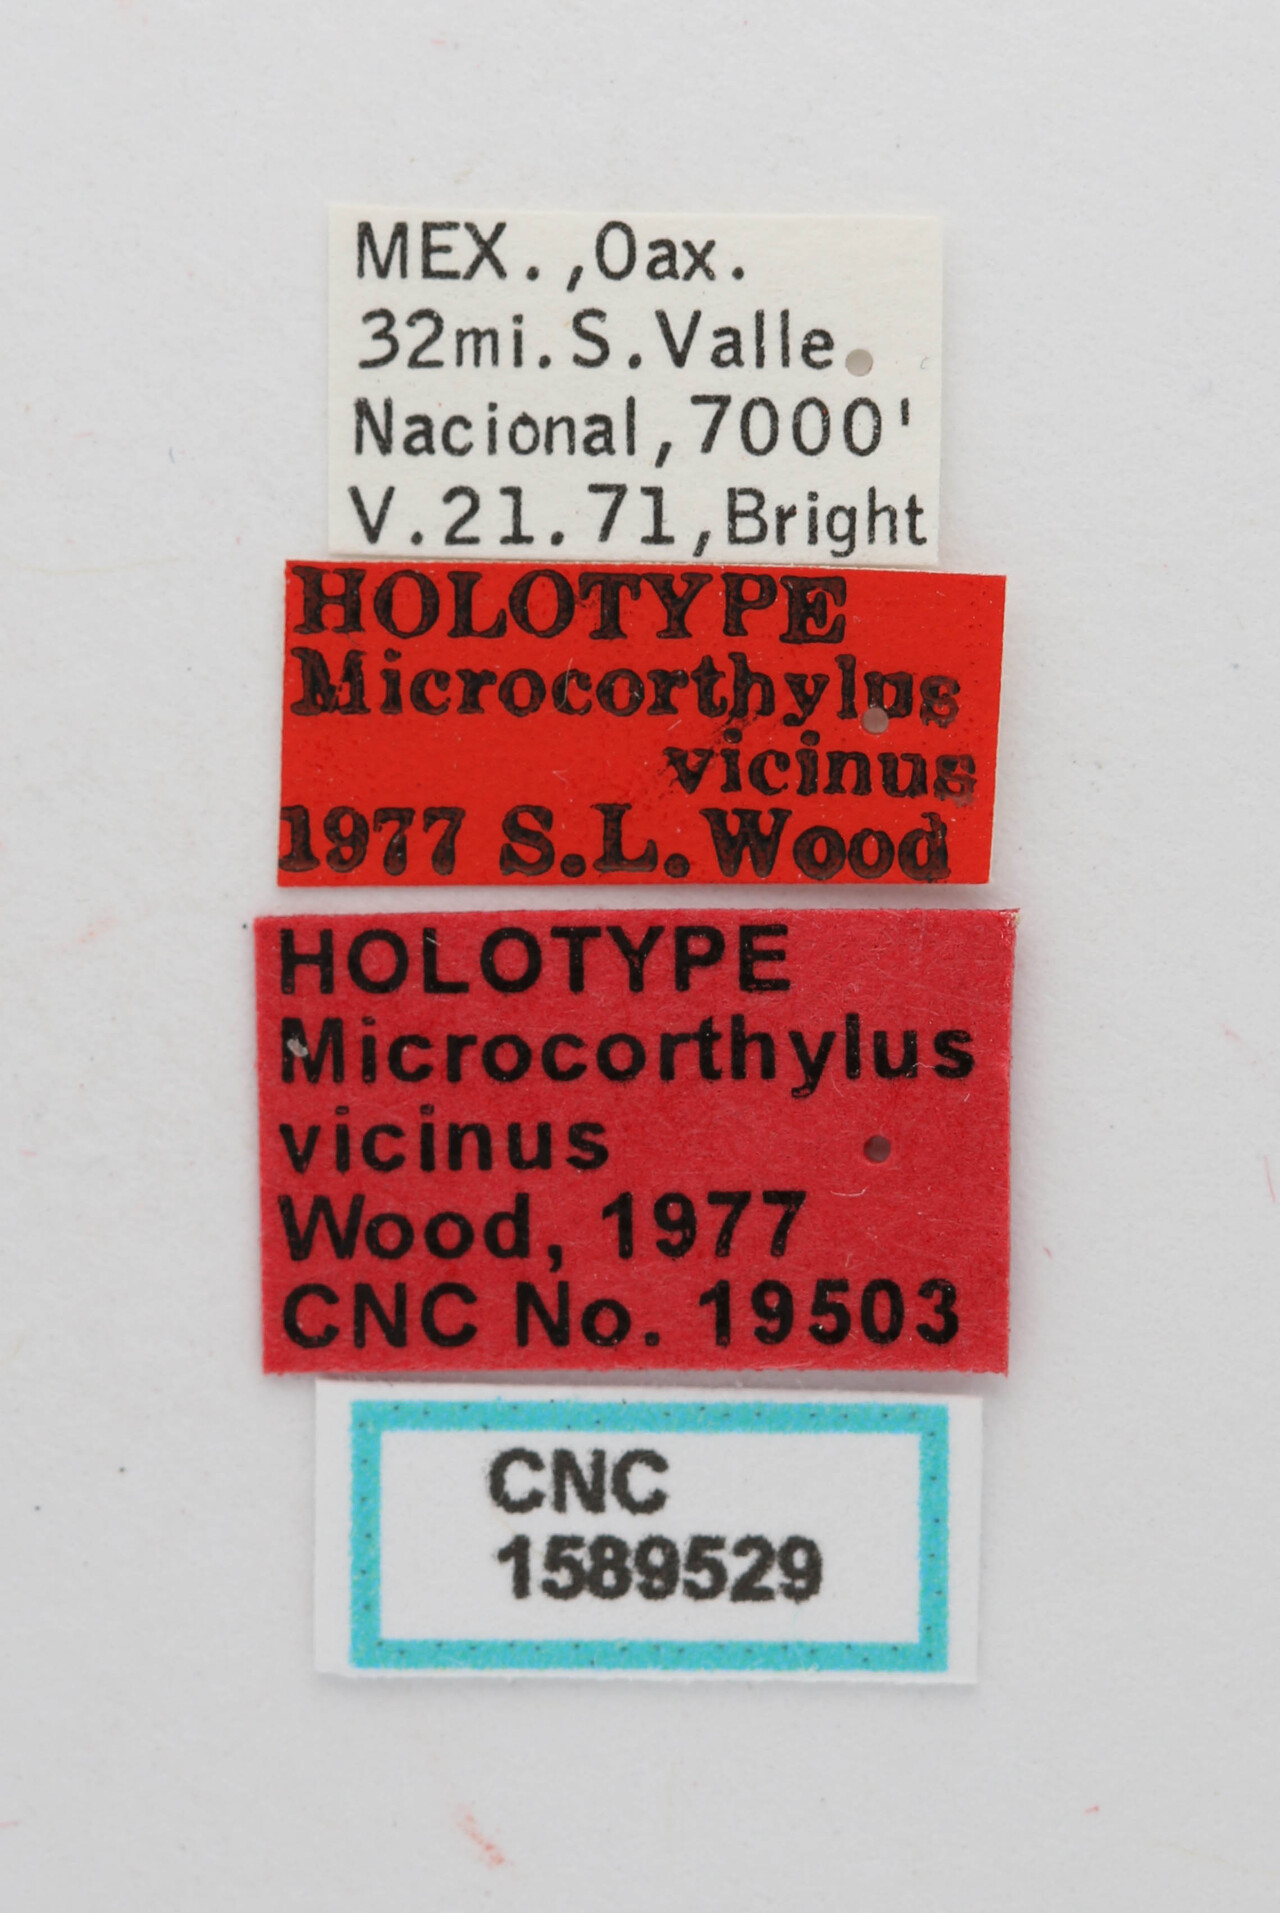 MEX.,Oax.
32mi.S.Valle
Nacional,7000'
V.21.71,Bright
HOLOTYPE
Microcorthylus
vicinus
1977 S.L.Wood
HOLOTYPE
Microcorthylus
vicinus
Wood, 1977
CNC No. 19503
CNC
1589529